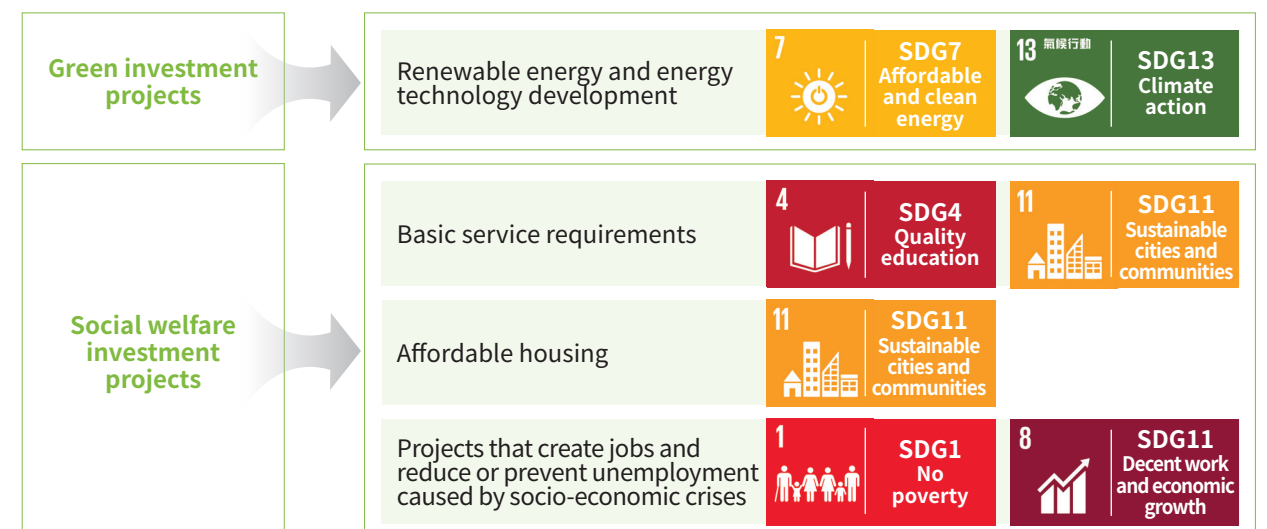 Green investment
projects
Renewable energy and energy
technology development
7
SDG7
Affordable
and clean
energy
13 氣候行動
SDG13
Climate
action
Social welfare
investment
projects
Basic service requirements
4
SDG4
Quality
education
11
SDG11
Sustainable
cities and
communities
Affordable housing
11
SDG11
Sustainable
cities and
communities
Projects that create jobs and
reduce or prevent unemployment
caused by socio-economic crises
1
SDG1
No
poverty
8
SDG11
Decent work
and economic
growth